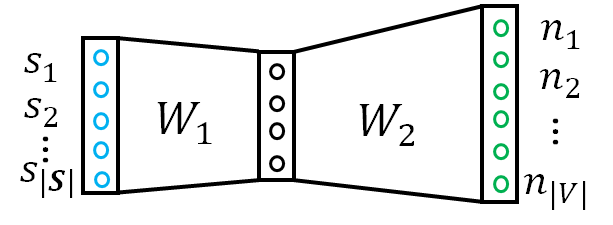 s₁
s₂
⋮
s|S|
W₁
W₂
n₁
n₂
⋮
n|V|